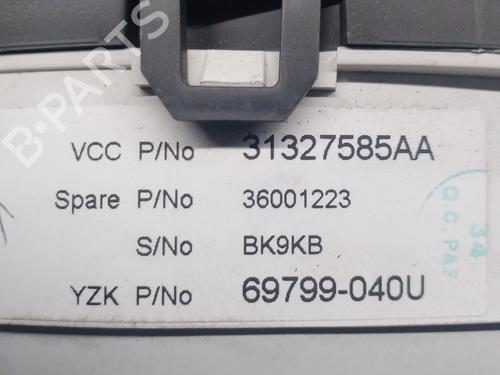 B-PARTS
VCC P/No 31327585AA
Spare P/No 36001223
S/No BK9KB
YZK P/No 69799-040U
34
Q.C. PAS